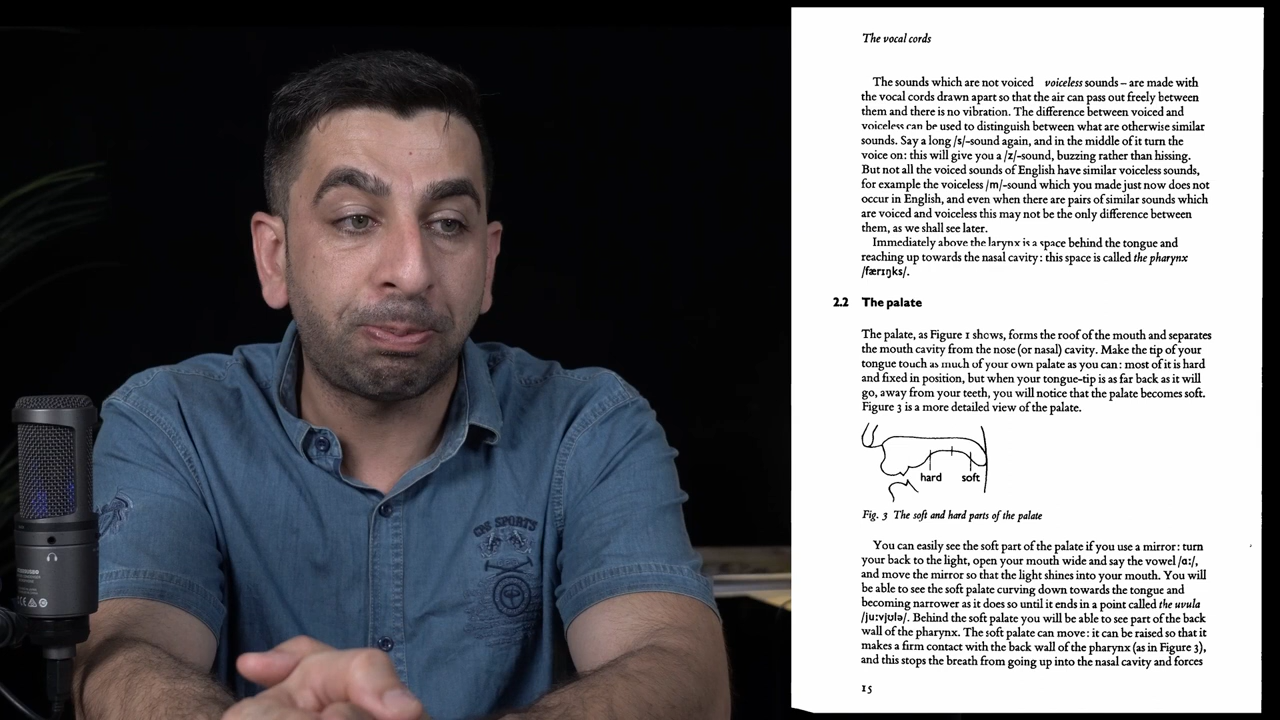 The vocal cords
The sounds which are not voiced voiceless sounds – are made with
the vocal cords drawn apart so that the air can pass out freely between
them and there is no vibration. The difference between voiced and
voiceless can be used to distinguish between what are otherwise similar
sounds. Say a long /s/-sound again, and in the middle of it turn the
voice on: this will give you a /z/-sound, buzzing rather than hissing.
But not all the voiced sounds of English have similar voiceless sounds,
for example the voiceless /m/-sound which you made just now does not
occur in English, and even when there are pairs of similar sounds which
are voiced and voiceless this may not be the only difference between
them, as we shall see later.
Immediately above the larynx is a space behind the tongue and
reaching up towards the nasal cavity: this space is called the pharynx
/færɪŋks/.
2.2 The palate
The palate, as Figure 1 shows, forms the roof of the mouth and separates
the mouth cavity from the nose (or nasal) cavity. Make the tip of your
tongue touch as much of your own palate as you can: most of it is hard
and fixed in position, but when your tongue-tip is as far back as it will
go, away from your teeth, you will notice that the palate becomes soft.
Figure 3 is a more detailed view of the palate.
hard soft
Fig. 3 The soft and hard parts of the palate
You can easily see the soft part of the palate if you use a mirror: turn
your back to the light, open your mouth wide and say the vowel /ɑː/,
and move the mirror so that the light shines into your mouth. You will
be able to see the soft palate curving down towards the tongue and
becoming narrower as it does so until it ends in a point called the uvula
/juːvjʊlə/. Behind the soft palate you will be able to see part of the back
wall of the pharynx. The soft palate can move: it can be raised so that it
makes a firm contact with the back wall of the pharynx (as in Figure 3),
and this stops the breath from going up into the nasal cavity and forces
15
SPORTS